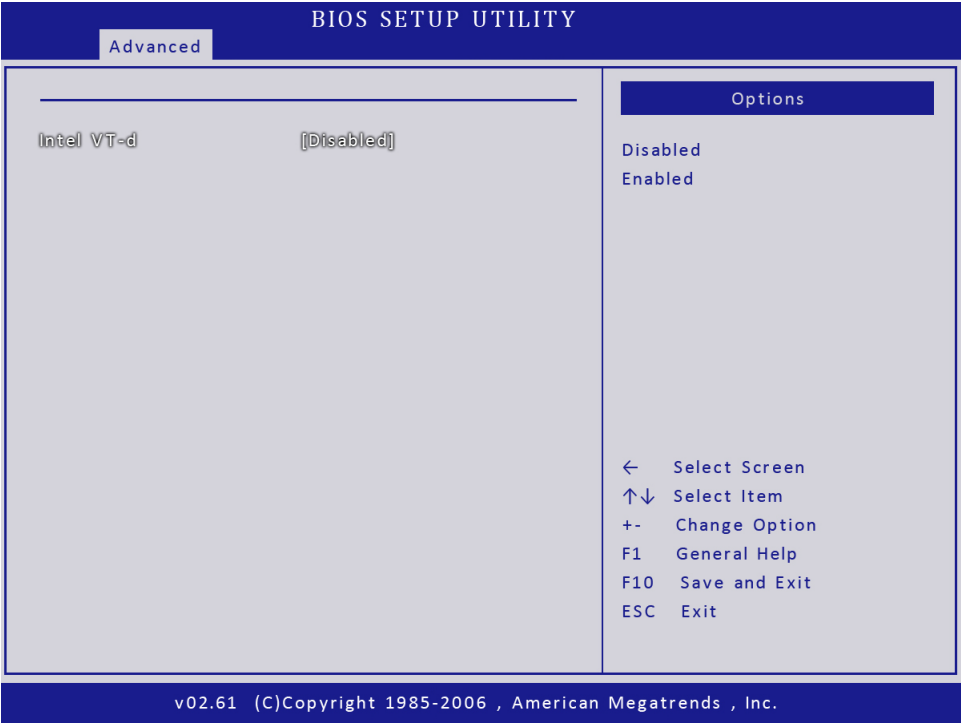 BIOS SETUP UTILITY
Advanced
Options
Intel VT-d [Disabled]
Disabled
Enabled
← Select Screen
↑↓ Select Item
+- Change Option
F1 General Help
F10 Save and Exit
ESC Exit
v02.61 (C)Copyright 1985-2006 , American Megatrends , Inc.